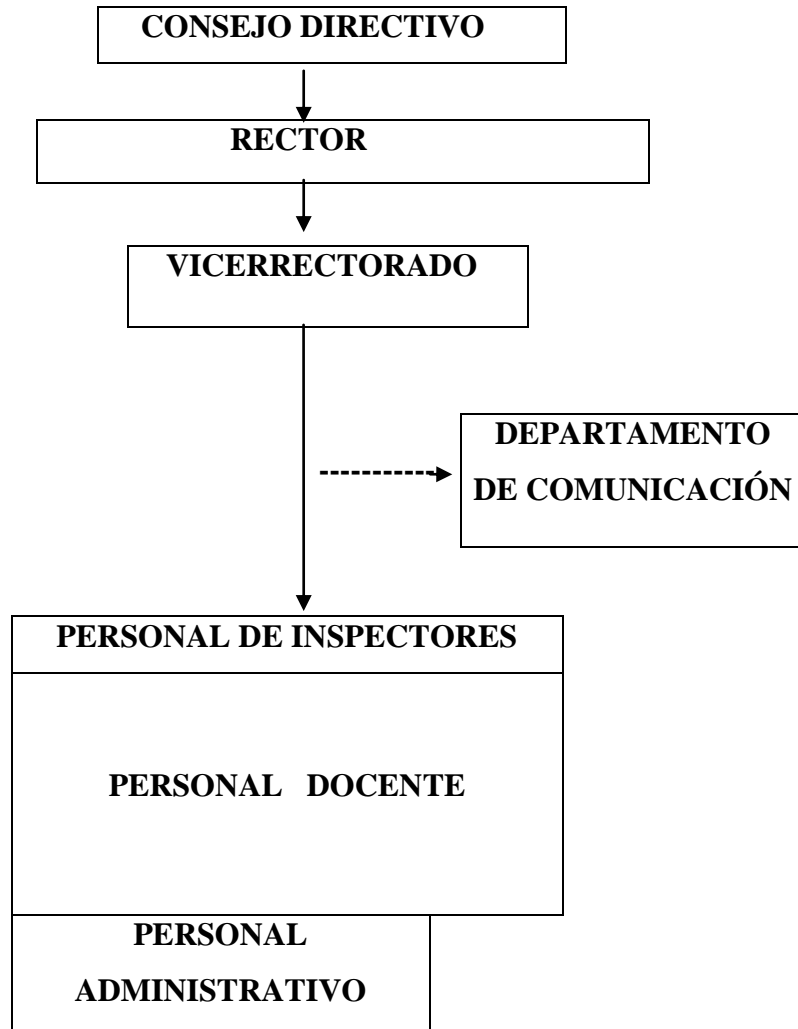 CONSEJO DIRECTIVO
RECTOR
VICERRECTORADO
DEPARTAMENTO
DE COMUNICACIÓN
PERSONAL DE INSPECTORES
PERSONAL DOCENTE
PERSONAL
ADMINISTRATIVO